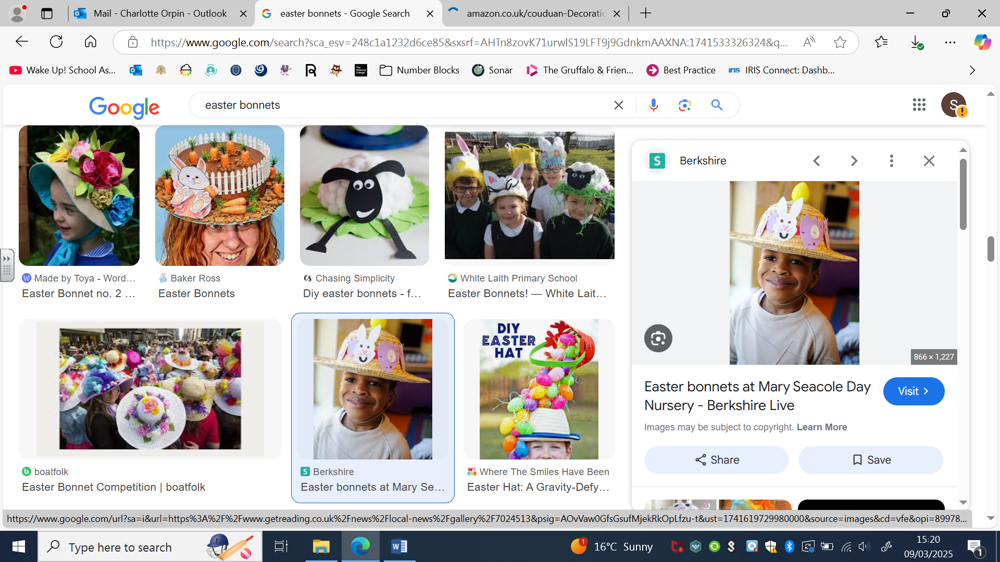 Mail - Charlotte Orpin - Outlook
easter bonnets - Google Search
amazon.co.uk/couduan-Decoratio
https://www.google.com/search?sca_esv=248c1a1232d6ce85&sxsrf=AHTn8zovK71urwlS19LFT9j9GdnkmAAXNA:1741533326324&q...
Wake Up! School As...
Number Blocks
Sonar
The Gruffalo & Frien...
Best Practice
iris IRIS Connect: Dashb...
Google
easter bonnets
S
Made by Toya - Word...
Easter Bonnet no. 2 ...
Baker Ross
Easter Bonnets
cs Chasing Simplicity
Diy easter bonnets - f...
White Laith Primary School
Easter Bonnets! — White Lait...
S Berkshire
866 × 1,227
Easter bonnets at Mary Seacole Day
Nursery - Berkshire Live
Visit
Images may be subject to copyright. Learn More
Share
Save
boatfolk
Easter Bonnet Competition | boatfolk
S Berkshire
Easter bonnets at Mary Se...
DIY
EASTER
HAT
Where The Smiles Have Been
Easter Hat: A Gravity-Defy...
https://www.google.com/url?sa=i&url=https%3A%2F%2Fwww.getreading.co.uk%2Fnews%2Flocal-news%2Fgallery%2F7024513&psig=AOvVaw0GfsGsufMjekRkOpLfzu-t&ust=1741619729980000&source=images&cd=vfe&opi=89978...
Type here to search
1
16°C Sunny
15:20
09/03/2025
1